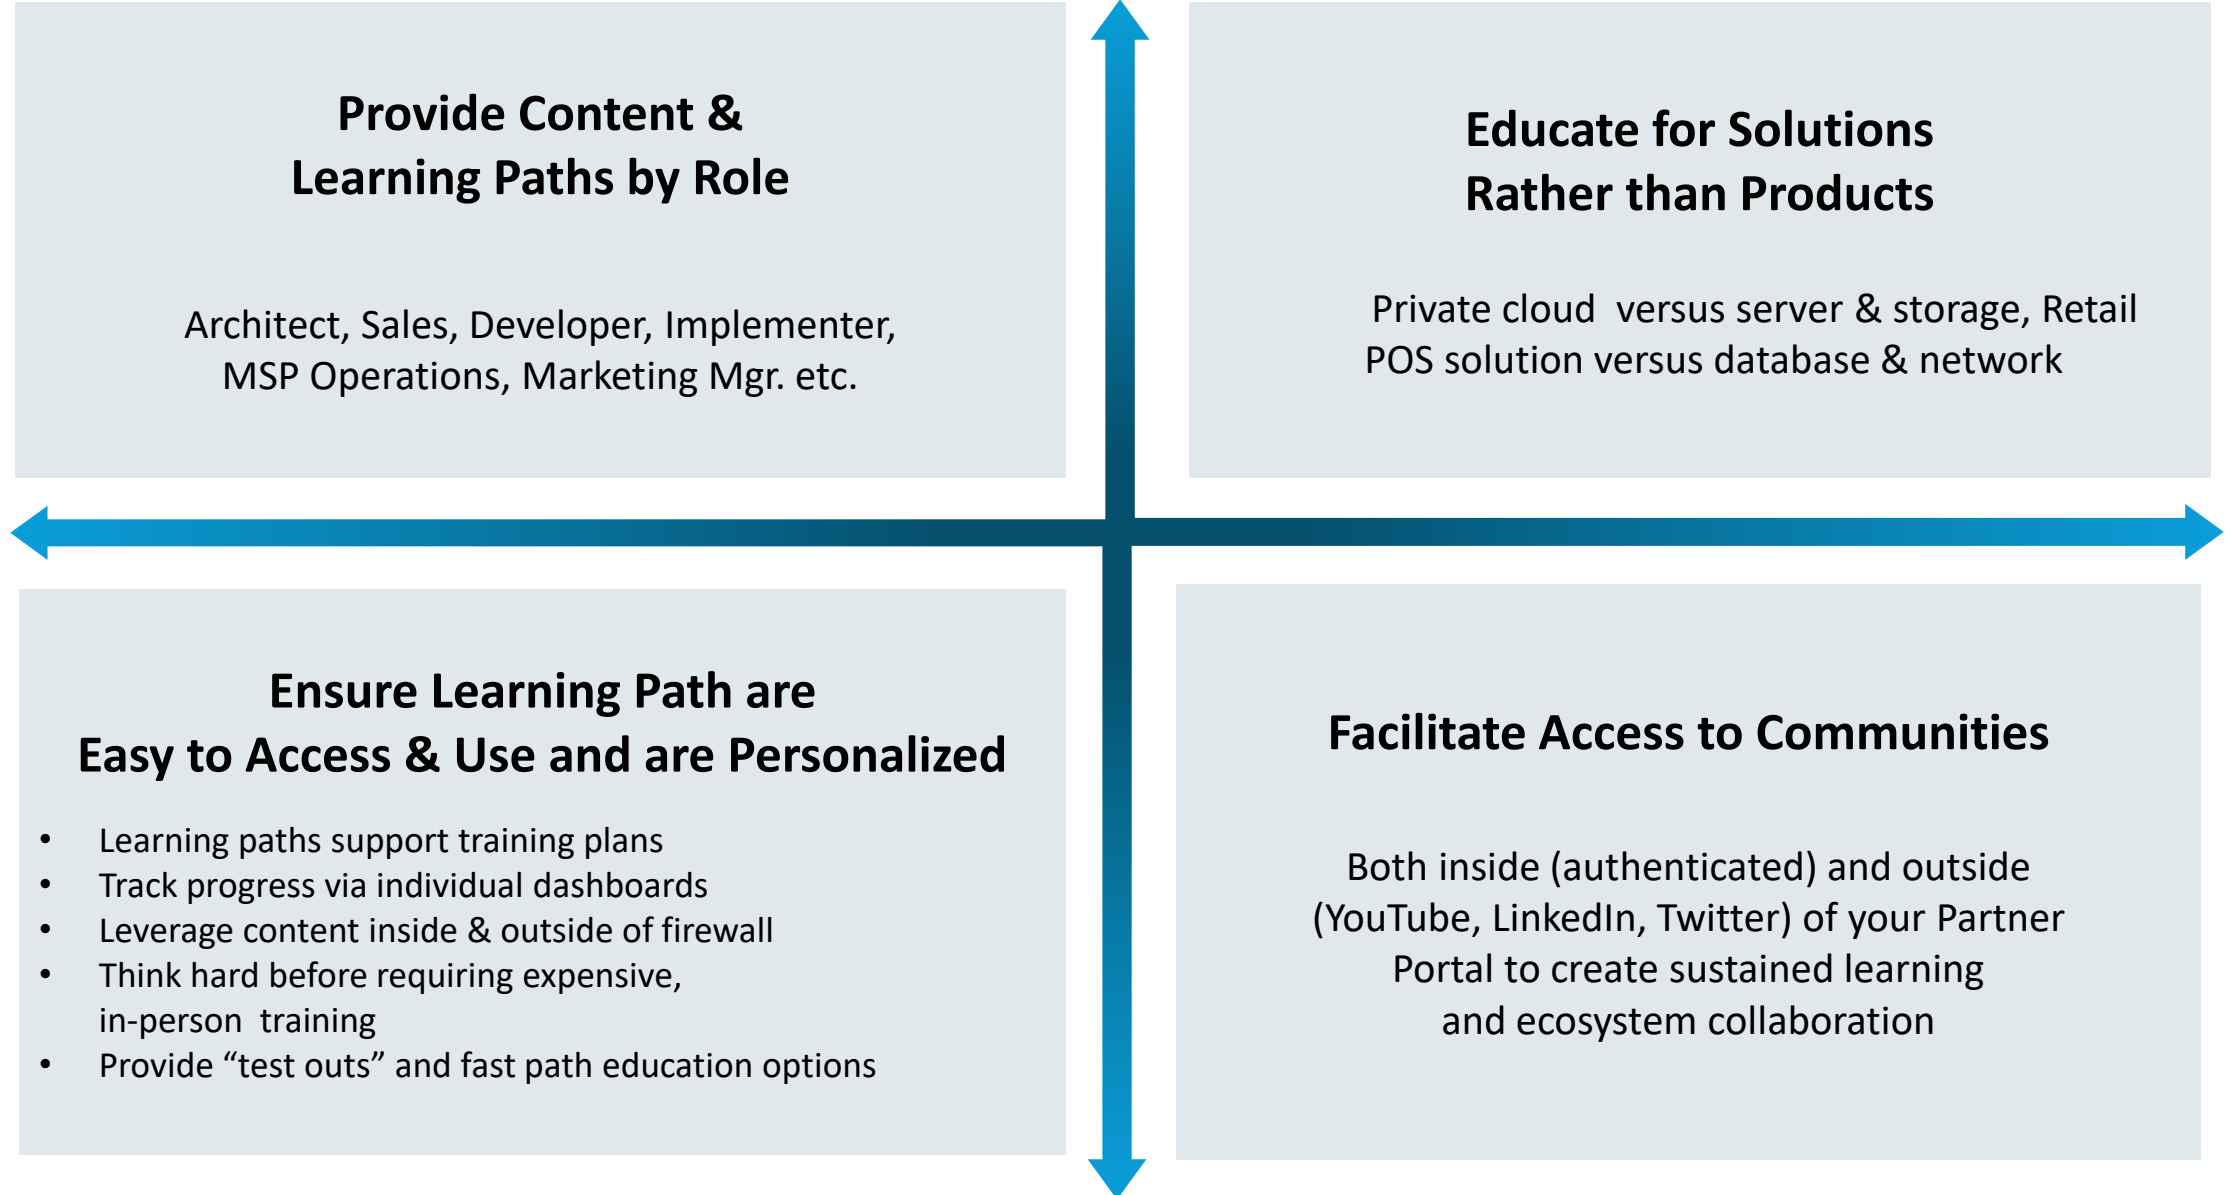 Provide Content &
Learning Paths by Role
Architect, Sales, Developer, Implementer,
MSP Operations, Marketing Mgr. etc.
Educate for Solutions
Rather than Products
Private cloud  versus server & storage, Retail
POS solution versus database & network
Ensure Learning Path are
Easy to Access & Use and are Personalized
• Learning paths support training plans
• Track progress via individual dashboards
• Leverage content inside & outside of firewall
• Think hard before requiring expensive,
in-person  training
• Provide “test outs” and fast path education options
Facilitate Access to Communities
Both inside (authenticated) and outside
(YouTube, LinkedIn, Twitter) of your Partner
Portal to create sustained learning
and ecosystem collaboration